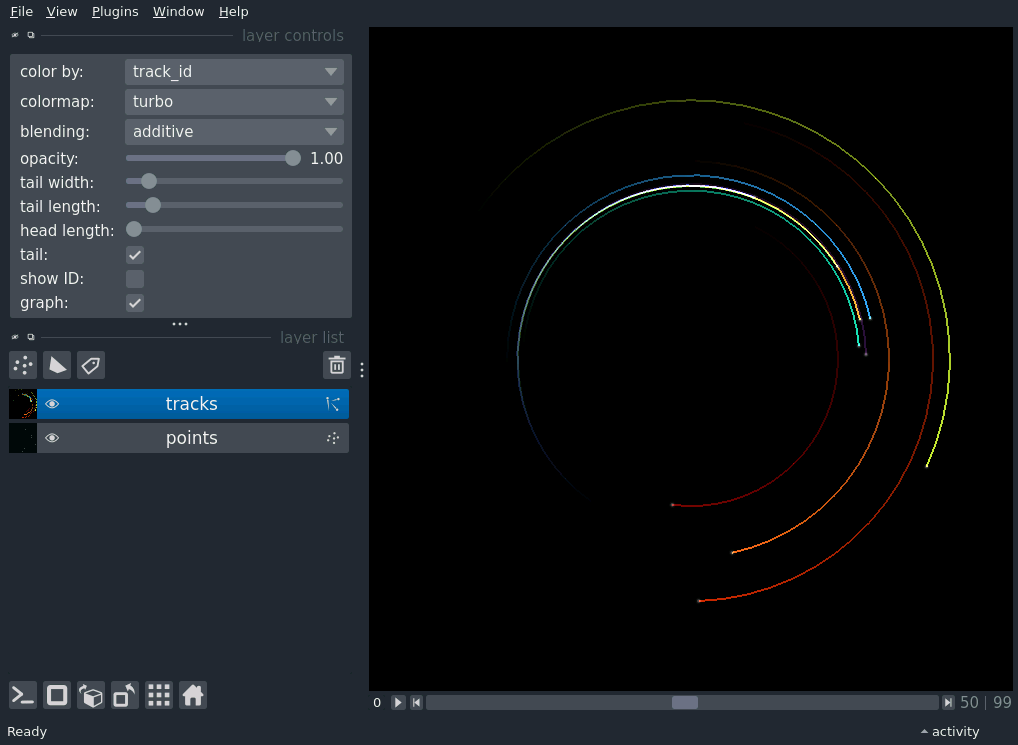 File View Plugins Window Help
layer controls
color by: track_id
colormap: turbo
blending: additive
opacity: 1.00
tail width:
tail length:
head length:
tail:
show ID:
graph:
layer list
tracks
points
0 50 | 99
Ready activity